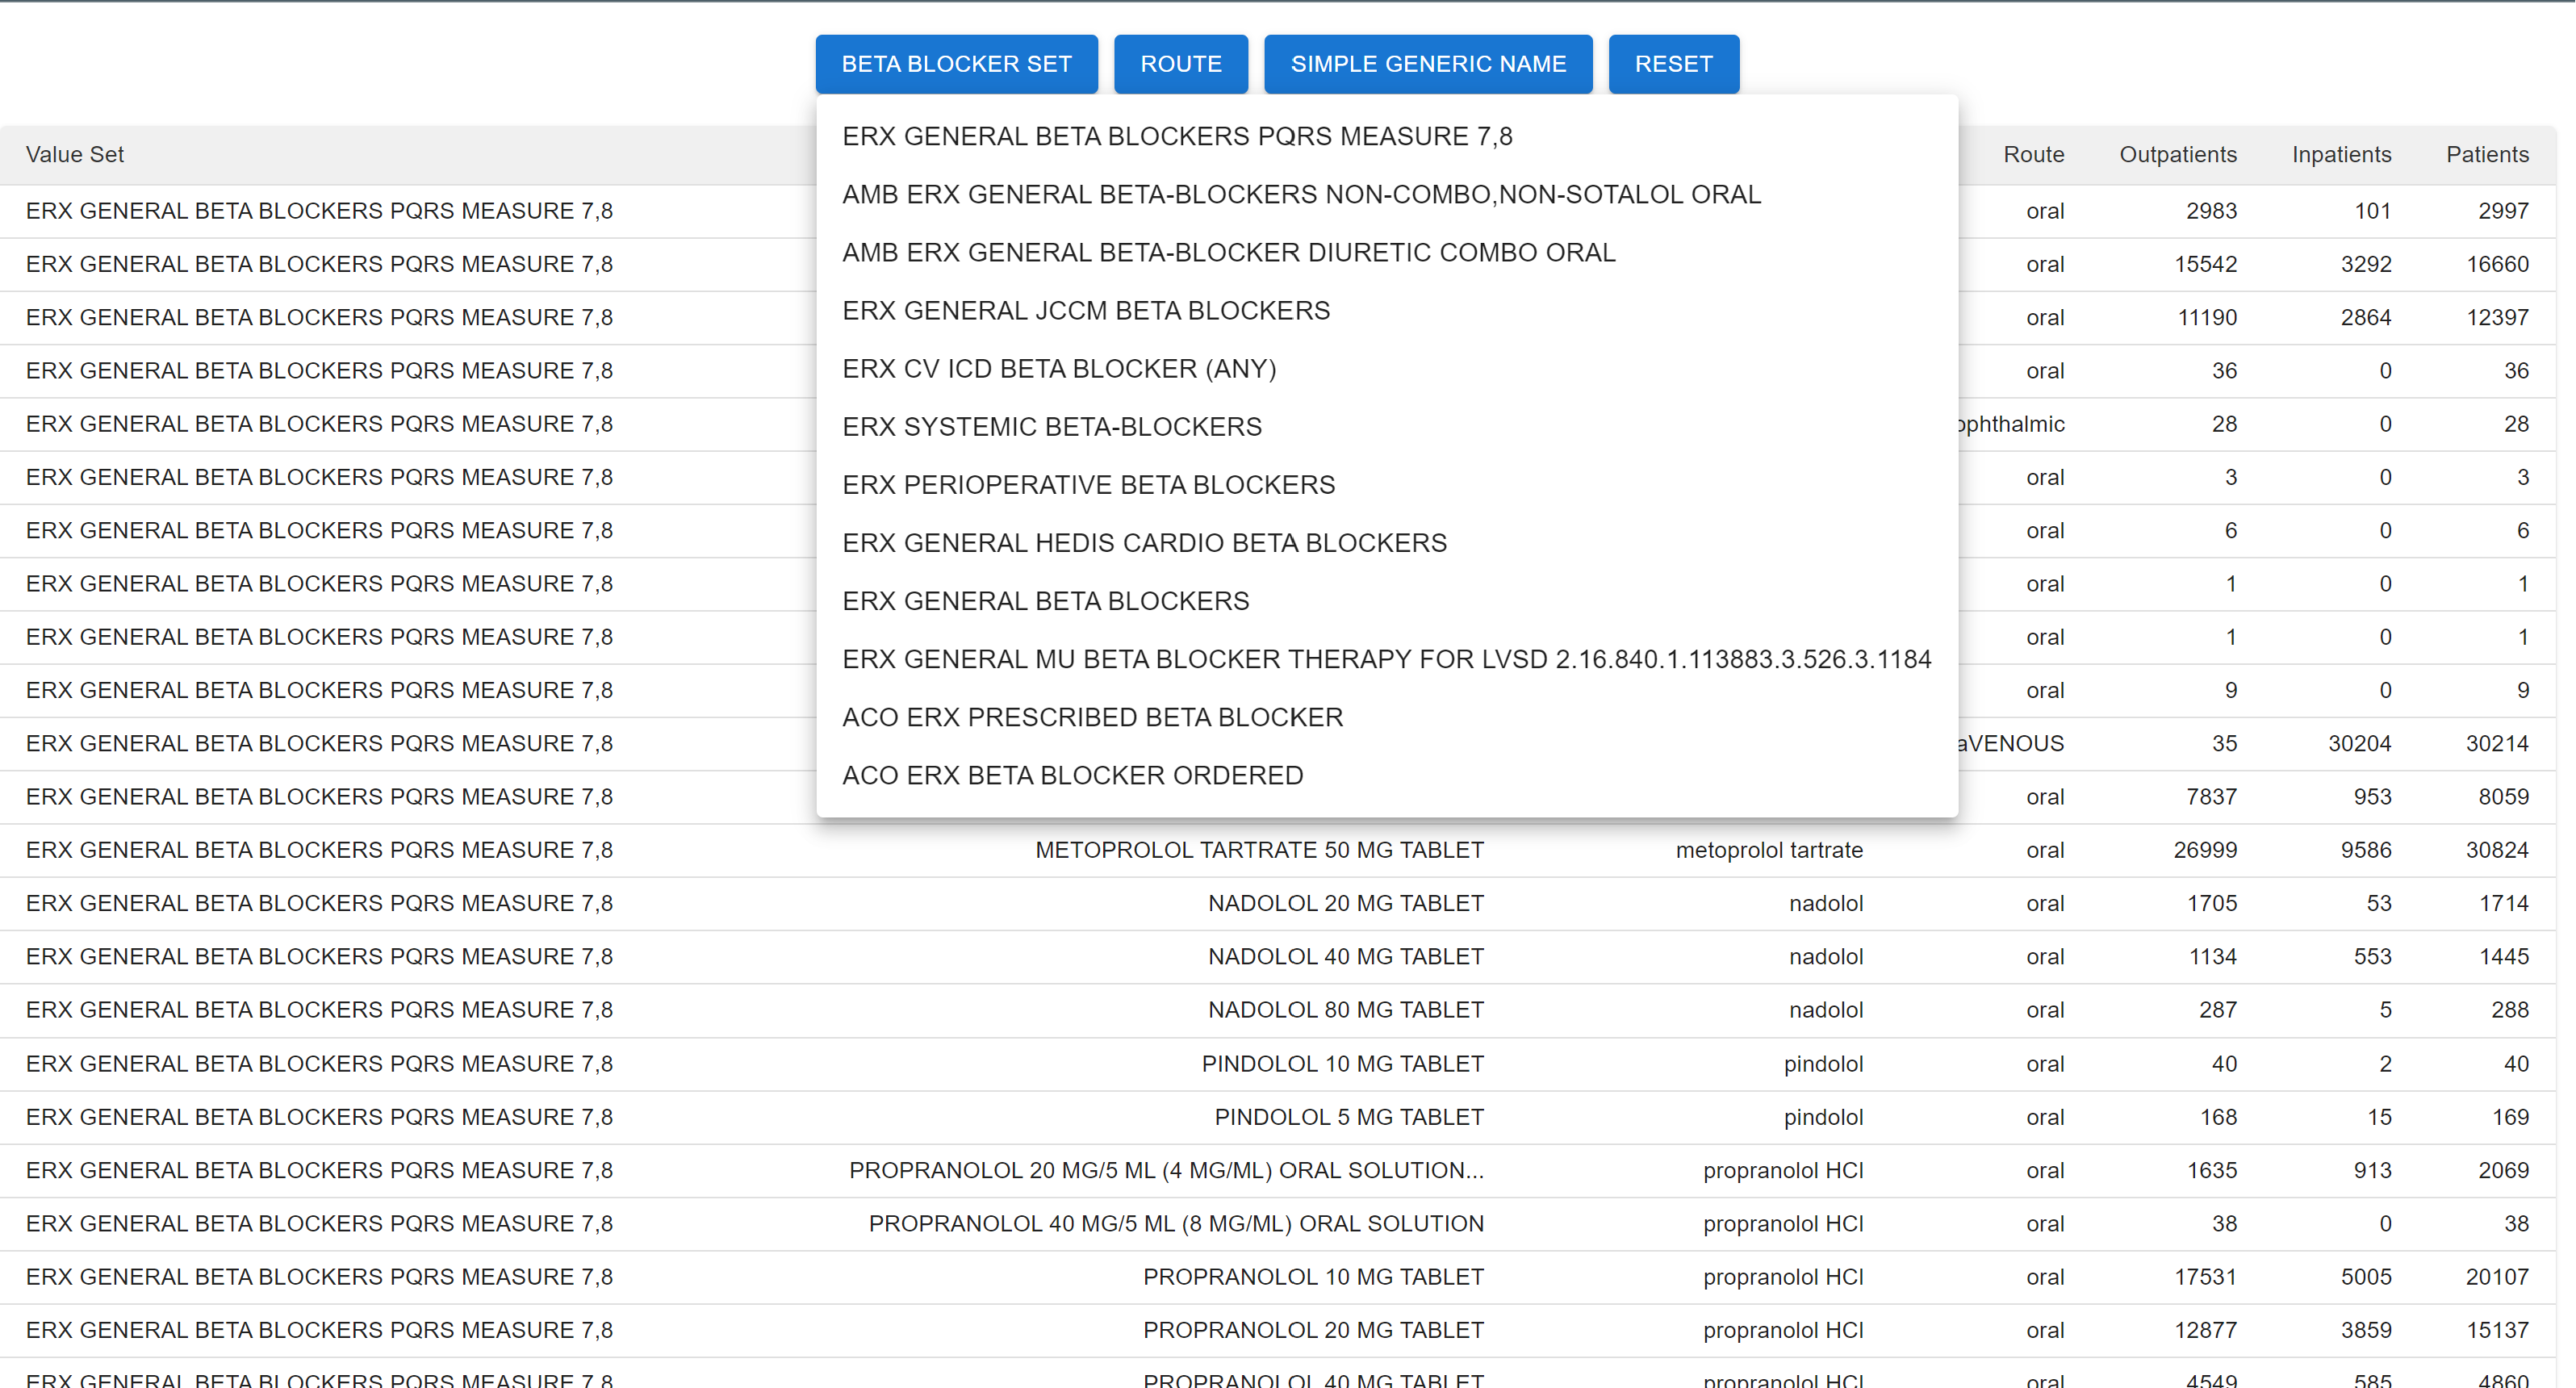 BETA BLOCKER SET ROUTE SIMPLE GENERIC NAME RESET
ERX GENERAL BETA BLOCKERS PQRS MEASURE 7,8
AMB ERX GENERAL BETA-BLOCKERS NON-COMBO,NON-SOTALOL ORAL
AMB ERX GENERAL BETA-BLOCKER DIURETIC COMBO ORAL
ERX GENERAL JCCM BETA BLOCKERS
ERX CV ICD BETA BLOCKER (ANY)
ERX SYSTEMIC BETA-BLOCKERS
ERX PERIOPERATIVE BETA BLOCKERS
ERX GENERAL HEDIS CARDIO BETA BLOCKERS
ERX GENERAL BETA BLOCKERS
ERX GENERAL MU BETA BLOCKER THERAPY FOR LVSD 2.16.840.1.113883.3.526.3.1184
ACO ERX PRESCRIBED BETA BLOCKER
ACO ERX BETA BLOCKER ORDERED
Value Set Route Outpatients Inpatients Patients
ERX GENERAL BETA BLOCKERS PQRS MEASURE 7,8 oral 2983 101 2997
ERX GENERAL BETA BLOCKERS PQRS MEASURE 7,8 oral 15542 3292 16660
ERX GENERAL BETA BLOCKERS PQRS MEASURE 7,8 oral 11190 2864 12397
ERX GENERAL BETA BLOCKERS PQRS MEASURE 7,8 oral 36 0 36
ERX GENERAL BETA BLOCKERS PQRS MEASURE 7,8 ophthalmic 28 0 28
ERX GENERAL BETA BLOCKERS PQRS MEASURE 7,8 oral 3 0 3
ERX GENERAL BETA BLOCKERS PQRS MEASURE 7,8 oral 6 0 6
ERX GENERAL BETA BLOCKERS PQRS MEASURE 7,8 oral 1 0 1
ERX GENERAL BETA BLOCKERS PQRS MEASURE 7,8 oral 1 0 1
ERX GENERAL BETA BLOCKERS PQRS MEASURE 7,8 oral 9 0 9
ERX GENERAL BETA BLOCKERS PQRS MEASURE 7,8 aVENOUS 35 30204 30214
ERX GENERAL BETA BLOCKERS PQRS MEASURE 7,8 oral 7837 953 8059
ERX GENERAL BETA BLOCKERS PQRS MEASURE 7,8 METOPROLOL TARTRATE 50 MG TABLET metoprolol tartrate oral 26999 9586 30824
ERX GENERAL BETA BLOCKERS PQRS MEASURE 7,8 NADOLOL 20 MG TABLET nadolol oral 1705 53 1714
ERX GENERAL BETA BLOCKERS PQRS MEASURE 7,8 NADOLOL 40 MG TABLET nadolol oral 1134 553 1445
ERX GENERAL BETA BLOCKERS PQRS MEASURE 7,8 NADOLOL 80 MG TABLET nadolol oral 287 5 288
ERX GENERAL BETA BLOCKERS PQRS MEASURE 7,8 PINDOLOL 10 MG TABLET pindolol oral 40 2 40
ERX GENERAL BETA BLOCKERS PQRS MEASURE 7,8 PINDOLOL 5 MG TABLET pindolol oral 168 15 169
ERX GENERAL BETA BLOCKERS PQRS MEASURE 7,8 PROPRANOLOL 20 MG/5 ML (4 MG/ML) ORAL SOLUTION... propranolol HCl oral 1635 913 2069
ERX GENERAL BETA BLOCKERS PQRS MEASURE 7,8 PROPRANOLOL 40 MG/5 ML (8 MG/ML) ORAL SOLUTION propranolol HCl oral 38 0 38
ERX GENERAL BETA BLOCKERS PQRS MEASURE 7,8 PROPRANOLOL 10 MG TABLET propranolol HCl oral 17531 5005 20107
ERX GENERAL BETA BLOCKERS PQRS MEASURE 7,8 PROPRANOLOL 20 MG TABLET propranolol HCl oral 12877 3859 15137
ERX GENERAL BETA BLOCKERS PQRS MEASURE 7,8 PROPRANOLOL 40 MG TABLET propranolol HCl oral 4549 585 4860